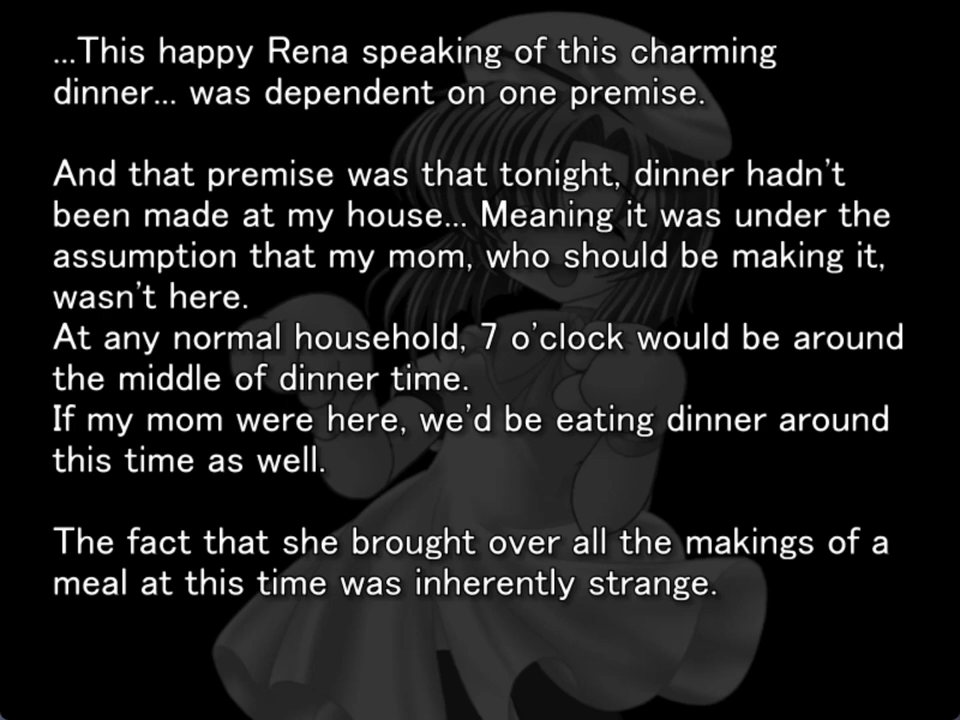 ...This happy Rena speaking of this charming
dinner... was dependent on one premise.
And that premise was that tonight, dinner hadn't
been made at my house... Meaning it was under the
assumption that my mom, who should be making it,
wasn't here.
At any normal household, 7 o'clock would be around
the middle of dinner time.
If my mom were here, we'd be eating dinner around
this time as well.
The fact that she brought over all the makings of a
meal at this time was inherently strange.